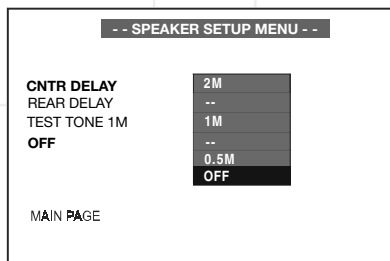 - - SPEAKER SETUP MENU - -
CNTR DELAY 2M
REAR DELAY --
TEST TONE 1M 1M
OFF --
0.5M
OFF
MAIN PAGE